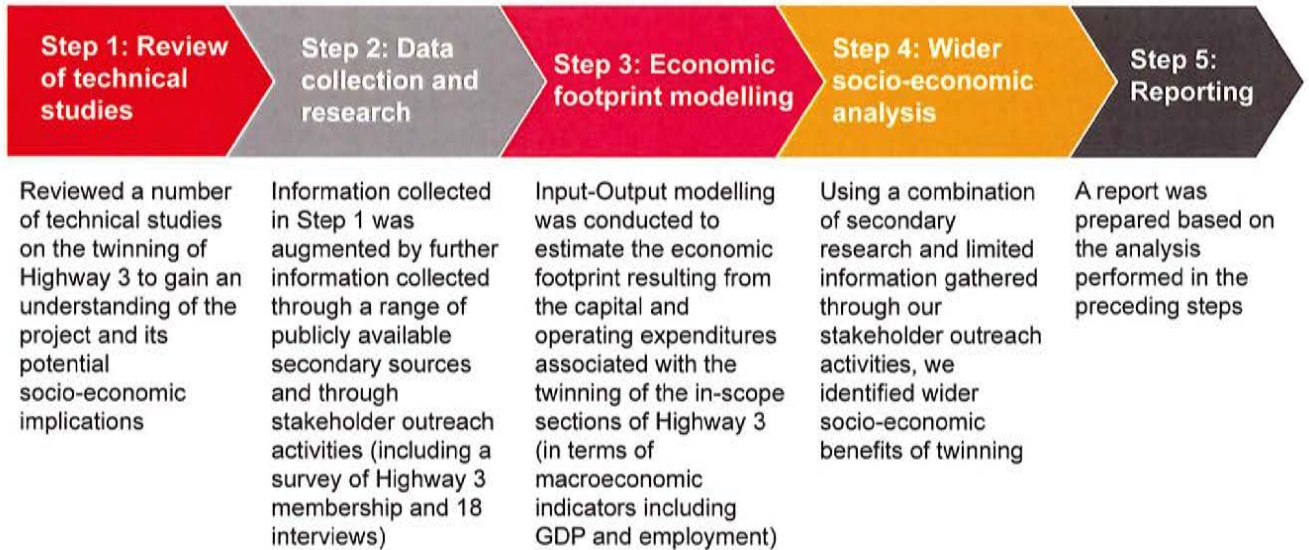 Step 1: Review
of technical
studies
Reviewed a number
of technical studies
on the twinning of
Highway 3 to gain an
understanding of the
project and its
potential
socio-economic
implications
Step 2: Data
collection and
research
Information collected
in Step 1 was
augmented by further
information collected
through a range of
publicly available
secondary sources
and through
stakeholder outreach
activities (including a
survey of Highway 3
membership and 18
interviews)
Step 3: Economic
footprint modelling
Input-Output modelling
was conducted to
estimate the economic
footprint resulting from
the capital and
operating expenditures
associated with the
twinning of the in-scope
sections of Highway 3
(in terms of
macroeconomic
indicators including
GDP and employment)
Step 4: Wider
socio-economic
analysis
Using a combination
of secondary
research and limited
information gathered
through our
stakeholder outreach
activities, we
identified wider
socio-economic
benefits of twinning
Step 5:
Reporting
A report was
prepared based on
the analysis
performed in the
preceding steps